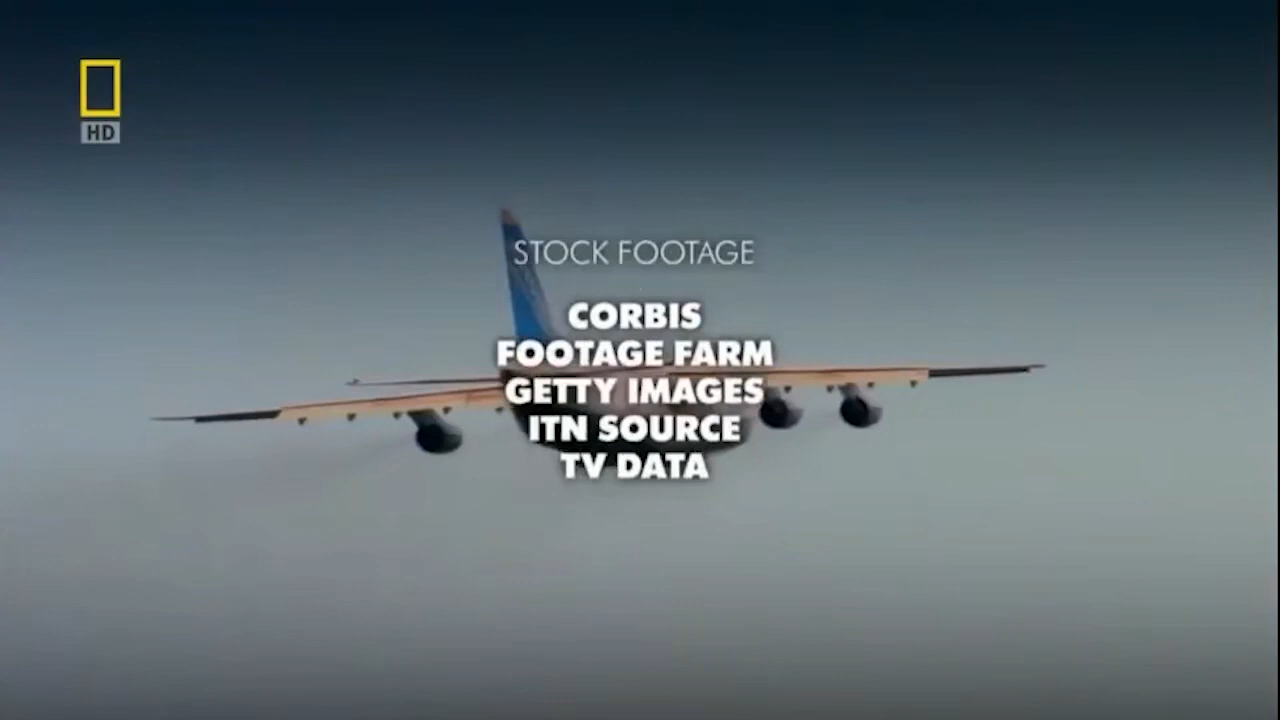 HD
STOCK FOOTAGE
CORBIS
FOOTAGE FARM
GETTY IMAGES
ITN SOURCE
TV DATA